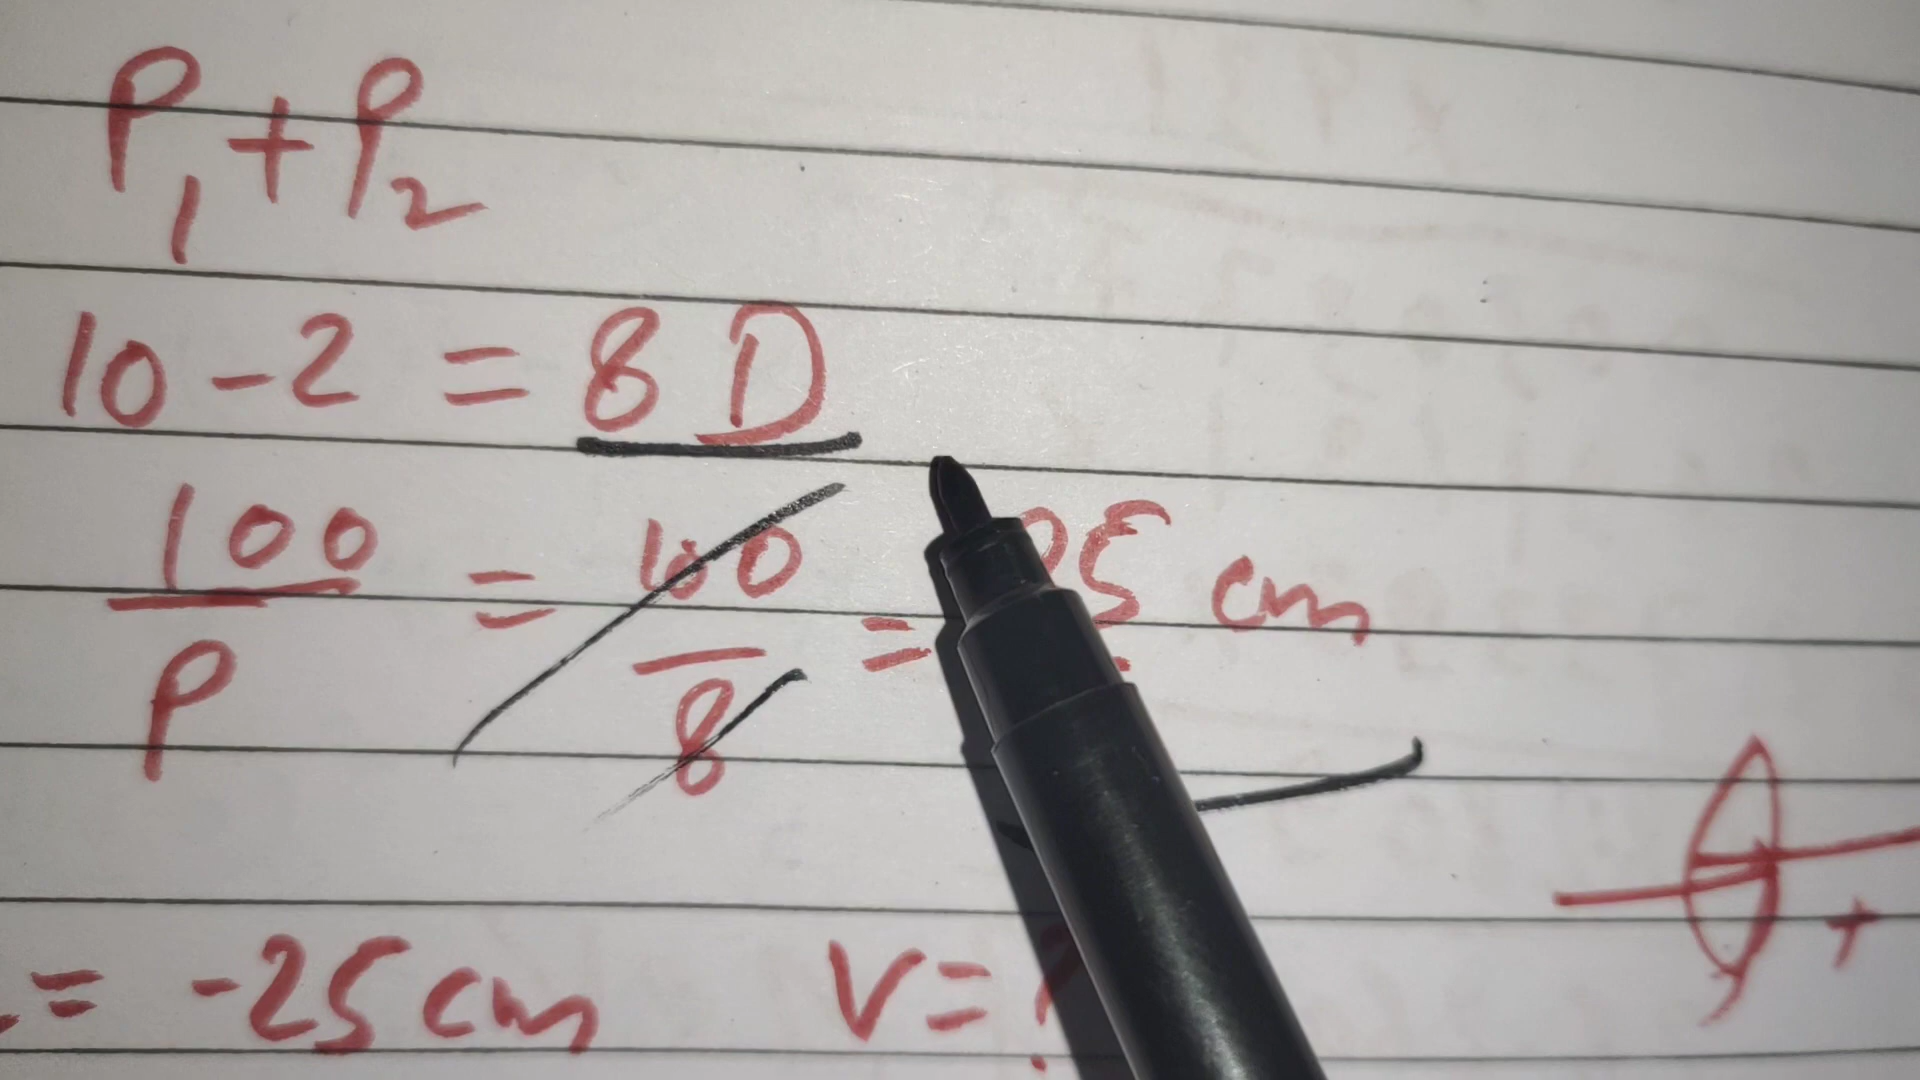 P₁+P₂
10-2 = 8 D
100/P = 100/8 = cm
= -25 cm V=
+